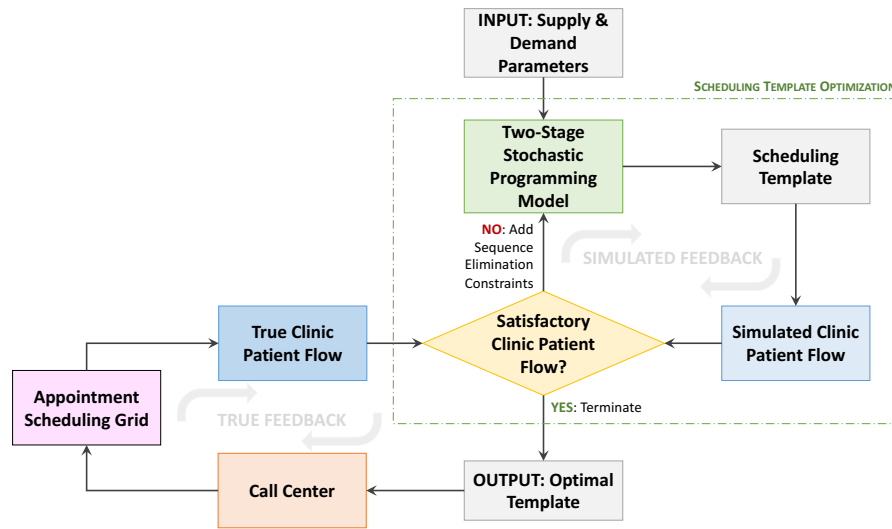 INPUT: Supply &
Demand
Parameters
SCHEDULING TEMPLATE OPTIMIZATION
Two-Stage
Stochastic
Programming
Model
Scheduling
Template
NO: Add
Sequence
Elimination
Constraints
SIMULATED FEEDBACK
True Clinic
Patient Flow
Satisfactory
Clinic Patient
Flow?
Simulated Clinic
Patient Flow
Appointment
Scheduling Grid
TRUE FEEDBACK
YES: Terminate
Call Center
OUTPUT: Optimal
Template